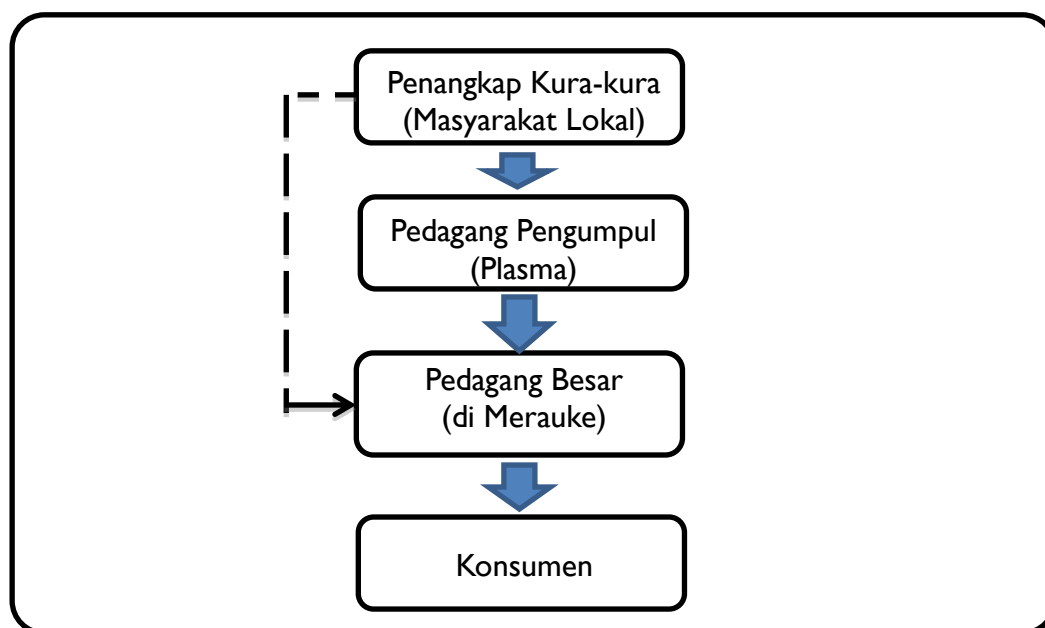 Penangkap Kura-kura
(Masyarakat Lokal)
Pedagang Pengumpul
(Plasma)
Pedagang Besar
(di Merauke)
Konsumen